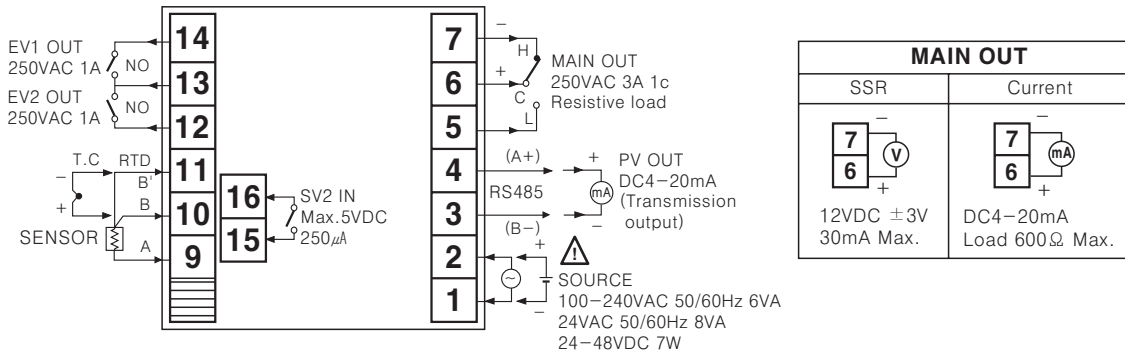 EV1 OUT
250VAC 1A
NO
EV2 OUT
250VAC 1A
NO
14
13
12
11
10
9
T.C
RTD
−
+
B'
B
A
SENSOR
16
15
SV2 IN
Max.5VDC
250㎂
7
6
5
4
3
2
1
−
H
+
C
L
MAIN OUT
250VAC 3A 1c
Resistive load
(A+)
RS485
(B−)
+
mA
−
PV OUT
DC4−20mA
(Transmission
output)
~
+
−
!
SOURCE
100−240VAC 50/60Hz 6VA
24VAC 50/60Hz 8VA
24−48VDC 7W
MAIN OUT
SSR
Current
7
6
−
V
+
12VDC ±3V
30mA Max.
7
6
−
mA
+
DC4−20mA
Load 600Ω Max.